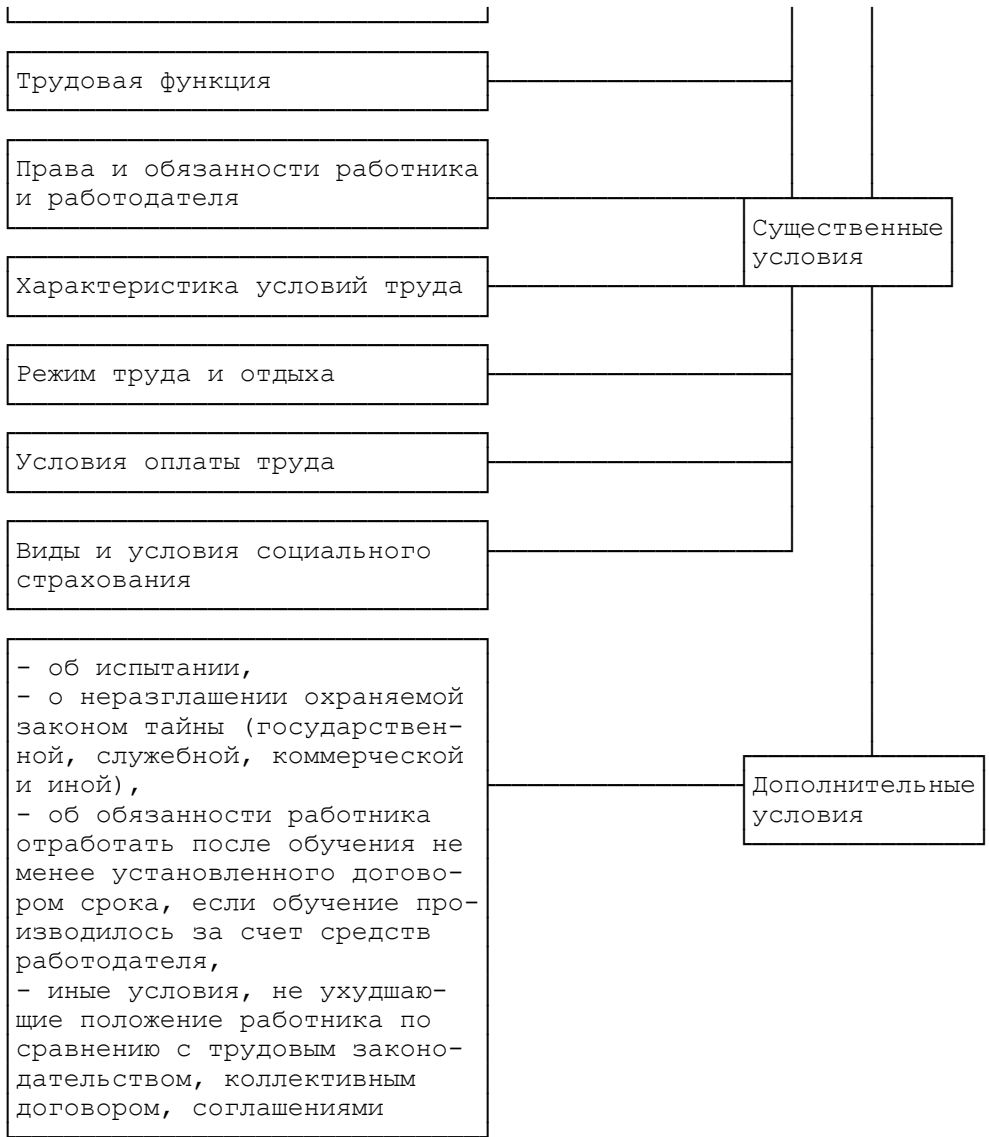 Трудовая функция
Права и обязанности работника
и работодателя
Существенные
условия
Характеристика условий труда
Режим труда и отдыха
Условия оплаты труда
Виды и условия социального
страхования
- об испытании,
- о неразглашении охраняемой
законом тайны (государствен-
ной, служебной, коммерческой
и иной),
- об обязанности работника
отработать после обучения не
менее установленного догово-
ром срока, если обучение про-
изводилось за счет средств
работодателя,
- иные условия, не ухудшаю-
щие положение работника по
сравнению с трудовым законо-
дательством, коллективным
договором, соглашениями
Дополнительные
условия